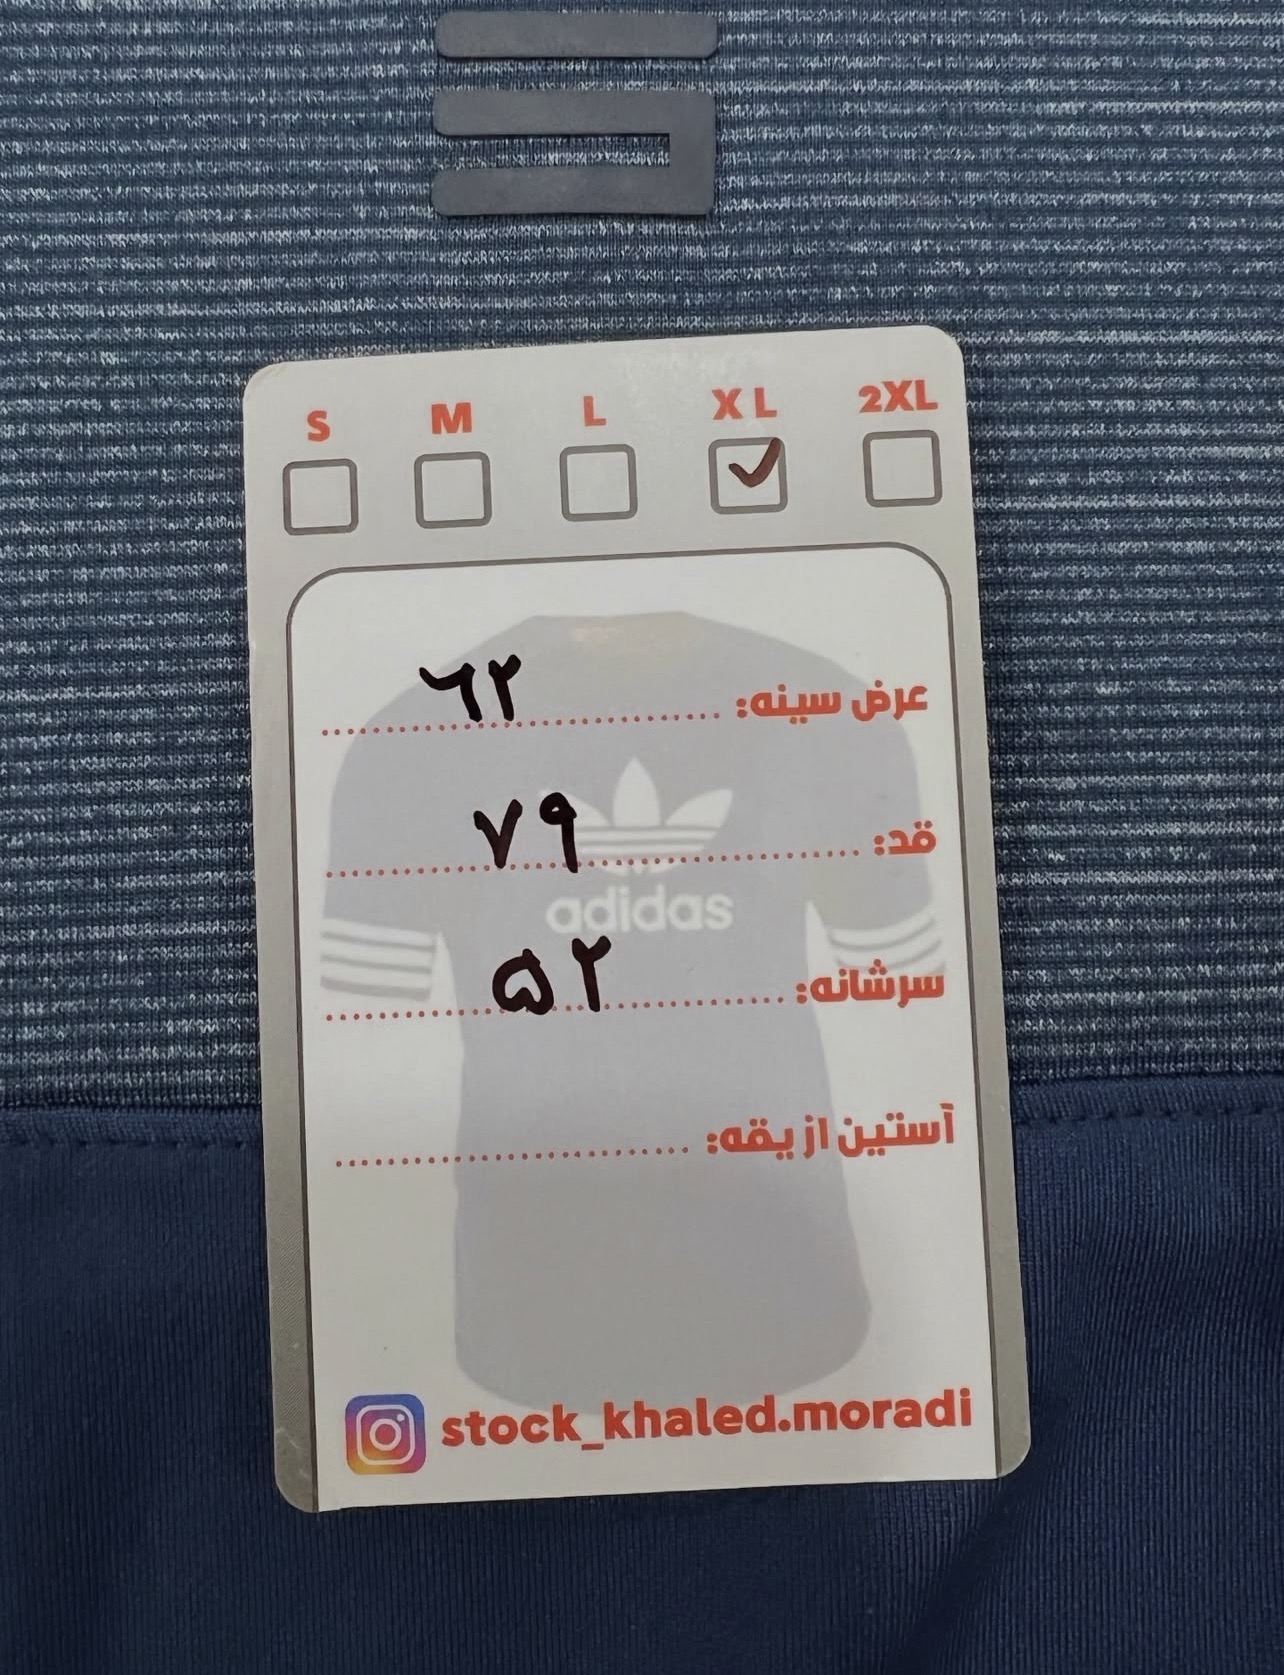 S M L XL 2XL
عرض سینه: ۶۲
قد: ۷۹
adidas
سرشانه: ۵۲
آستین از یقه:
stock_khaled.moradi